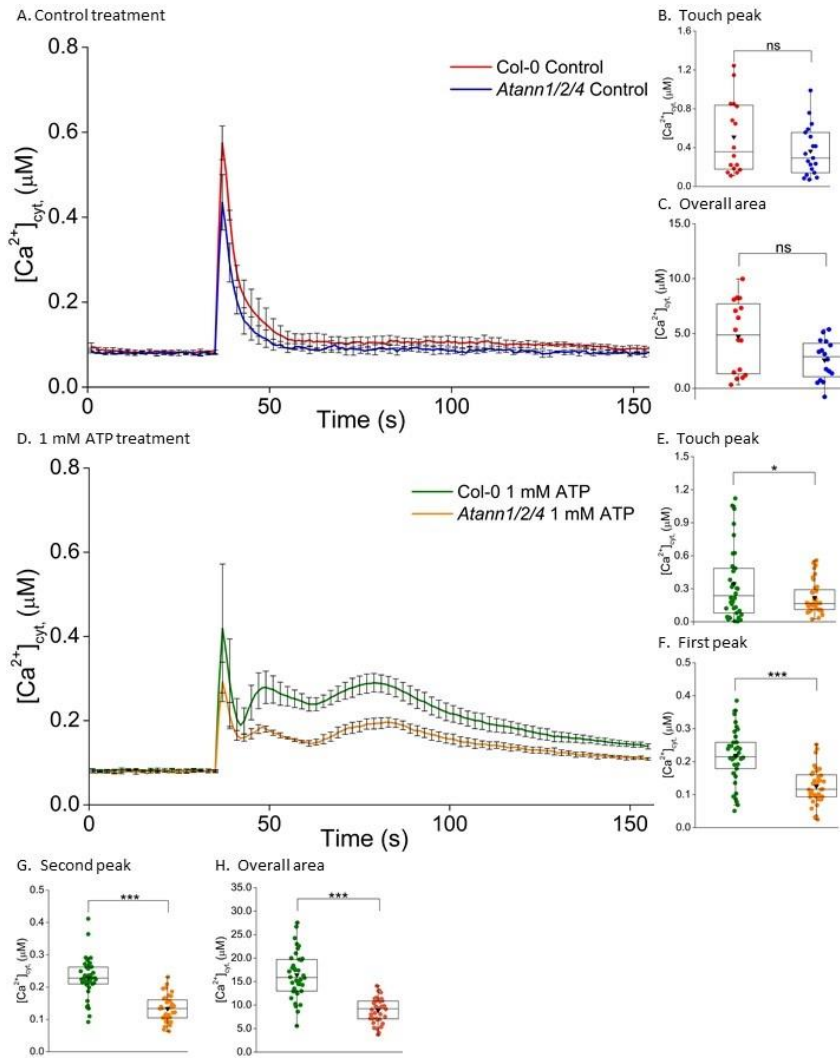 A. Control treatment
[Ca²⁺]cyt, (μM)
0.8
0.6
0.4
0.2
0.0
Col-0 Control
Atann1/2/4 Control
0
50
100
150
Time (s)
B. Touch peak
[Ca²⁺]cyt, (μM)
1.6
1.2
0.8
0.4
0.0
ns
C. Overall area
[Ca²⁺]cyt, (μM)
15.0
10.0
5.0
0.0
ns
D. 1 mM ATP treatment
[Ca²⁺]cyt, (μM)
0.8
0.6
0.4
0.2
0.0
Col-0 1 mM ATP
Atann1/2/4 1 mM ATP
0
50
100
150
Time (s)
E. Touch peak
[Ca²⁺]cyt, (μM)
1.5
1.2
0.9
0.6
0.3
0.0
*
F. First peak
[Ca²⁺]cyt, (μM)
0.5
0.4
0.3
0.2
0.1
0.0
***
G. Second peak
[Ca²⁺]cyt, (μM)
0.5
0.4
0.3
0.2
0.1
0.0
***
H. Overall area
[Ca²⁺]cyt, (μM)
35.0
30.0
25.0
20.0
15.0
10.0
5.0
0.0
***